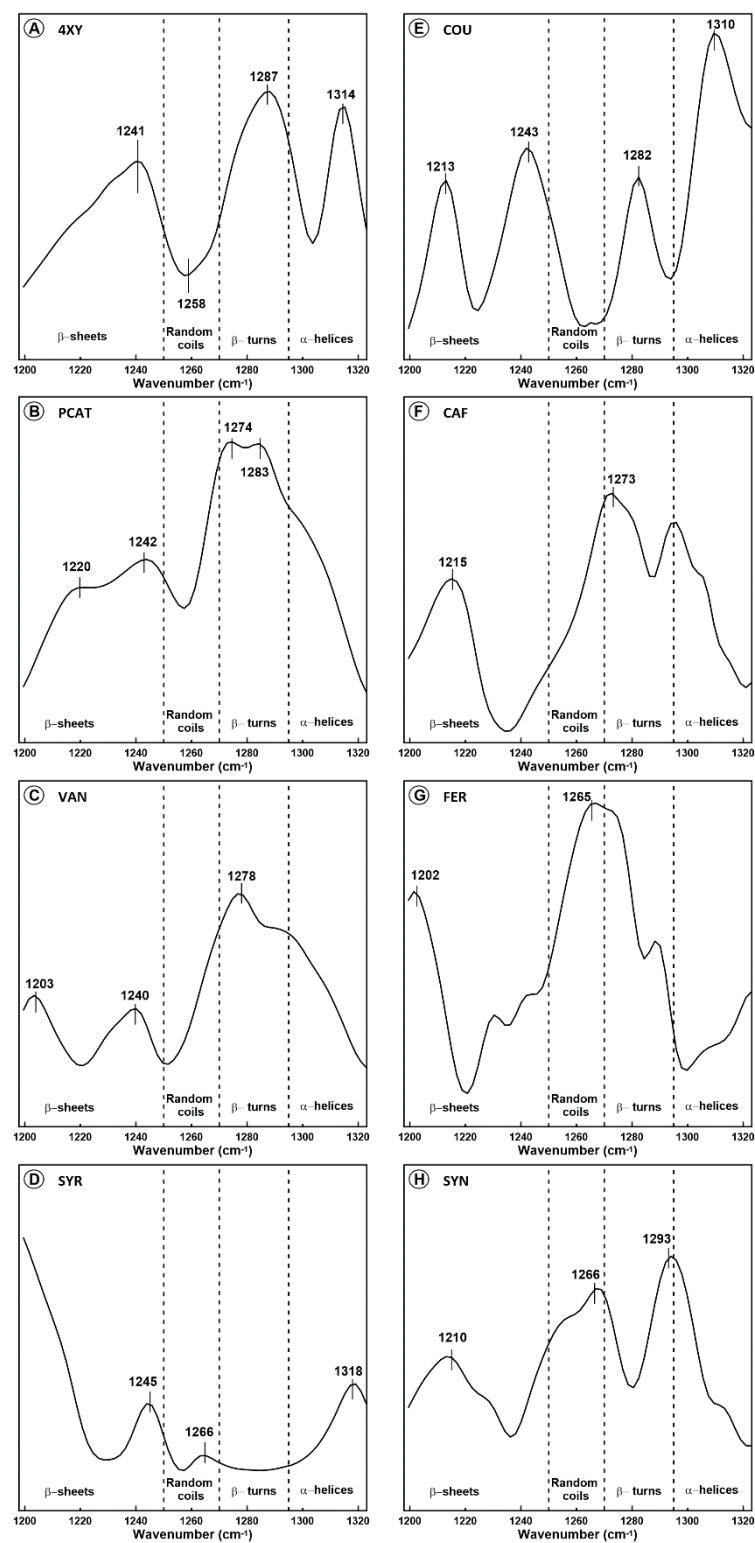 A 4XY
1241
1287
1314
1258
β-sheets
Random
coils
β- turns
α-helices
1200 1220 1240 1260 1280 1300 1320
Wavenumber (cm-1)
E COU
1310
1213
1243
1282
β-sheets
Random
coils
β- turns
α-helices
1200 1220 1240 1260 1280 1300 1320
Wavenumber (cm-1)
B PCAT
1274
1283
1242
1220
β-sheets
Random
coils
β- turns
α-helices
1200 1220 1240 1260 1280 1300 1320
Wavenumber (cm-1)
F CAF
1273
1215
β-sheets
Random
coils
β- turns
α-helices
1200 1220 1240 1260 1280 1300 1320
Wavenumber (cm-1)
C VAN
1278
1203
1240
β-sheets
Random
coils
β- turns
α-helices
1200 1220 1240 1260 1280 1300 1320
Wavenumber (cm-1)
G FER
1265
1202
β-sheets
Random
coils
β- turns
α-helices
1200 1220 1240 1260 1280 1300 1320
Wavenumber (cm-1)
D SYR
1245
1318
1266
β-sheets
Random
coils
β- turns
α-helices
1200 1220 1240 1260 1280 1300 1320
Wavenumber (cm-1)
H SYN
1293
1266
1210
β-sheets
Random
coils
β- turns
α-helices
1200 1220 1240 1260 1280 1300 1320
Wavenumber (cm-1)